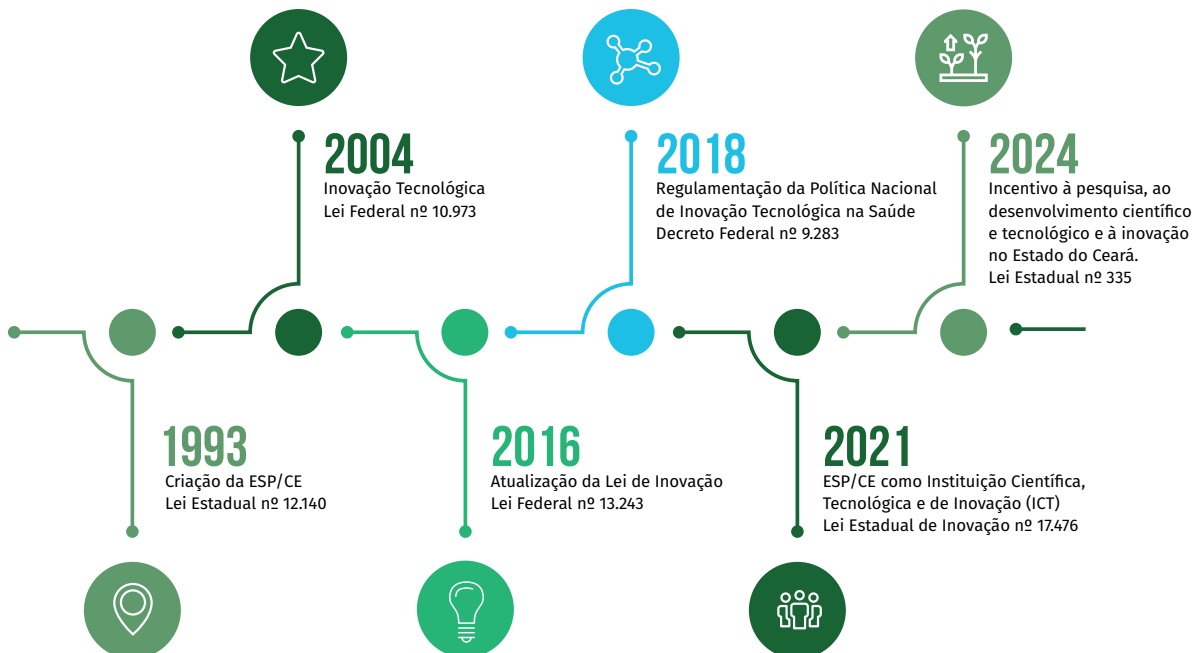 2004
Inovação Tecnológica
Lei Federal nº 10.973
2018
Regulamentação da Política Nacional
de Inovação Tecnológica na Saúde
Decreto Federal nº 9.283
2024
Incentivo à pesquisa, ao
desenvolvimento científico
e tecnológico e à inovação
no Estado do Ceará.
Lei Estadual nº 335
1993
Criação da ESP/CE
Lei Estadual nº 12.140
2016
Atualização da Lei de Inovação
Lei Federal nº 13.243
2021
ESP/CE como Instituição Científica,
Tecnológica e de Inovação (ICT)
Lei Estadual de Inovação nº 17.476